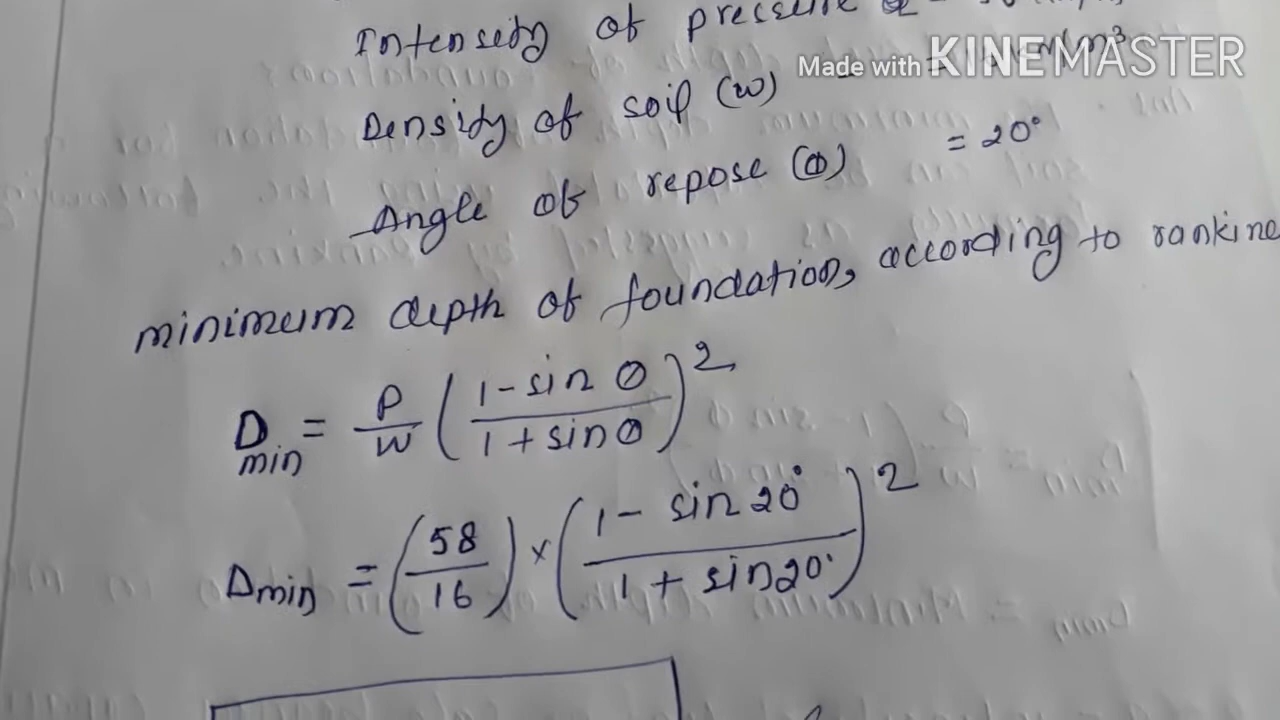 Intensity of pressure
Made with KINEMASTER
Density of soil (w) =
Angle of repose (Φ) = 20°
minimum depth of foundation, according to rankine
D min = P/W (1 - sin θ / 1 + sin θ)²
Dmin = (58/16) × (1 - sin 20° / 1 + sin 20°)²